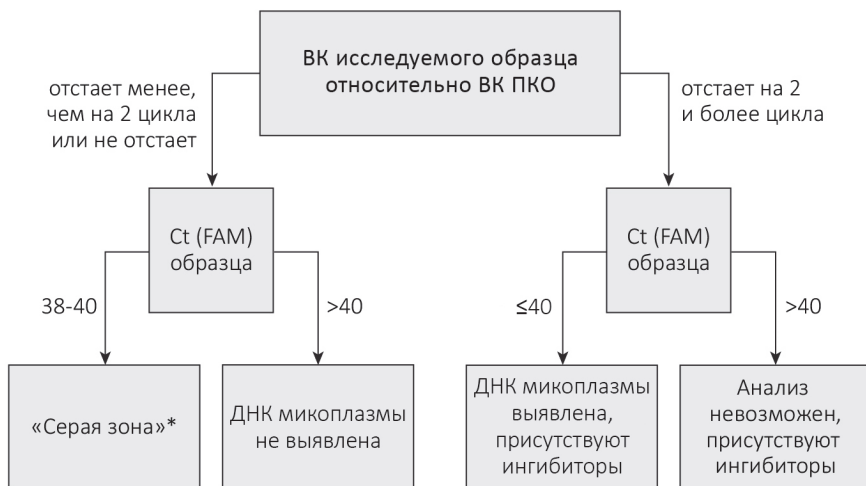 ВК исследуемого образца
относительно ВК ПКО
отстает менее,
чем на 2 цикла
или не отстает
отстает на 2
и более цикла
Ct (FAM)
образца
Ct (FAM)
образца
38-40
>40
≤40
>40
«Серая зона»*
ДНК микоплазмы
не выявлена
ДНК микоплазмы
выявлена,
присутствуют
ингибиторы
Анализ
невозможен,
присутствуют
ингибиторы